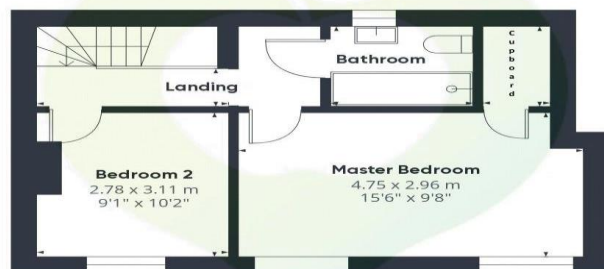 Bathroom
Cupboard
Landing
Bedroom 2
2.78 x 3.11 m
9'1" x 10'2"
Master Bedroom
4.75 x 2.96 m
15'6" x 9'8"